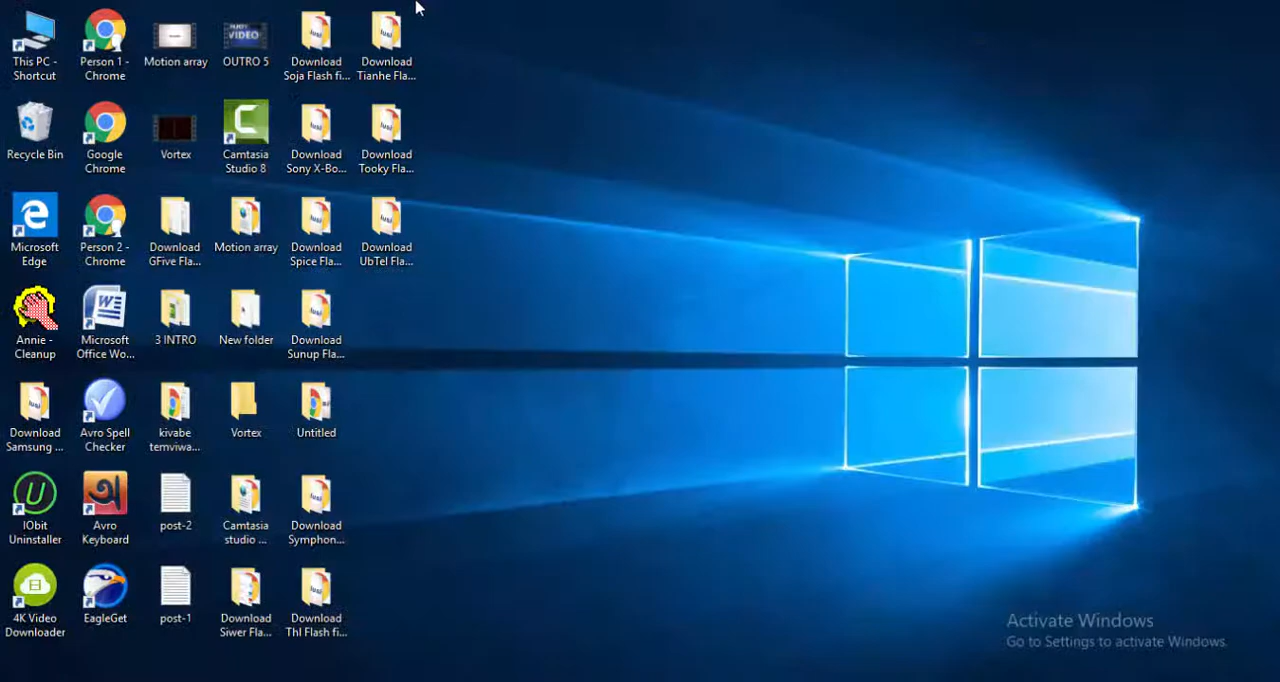 This PC -
Shortcut
Person 1 -
Chrome
Motion array
ENJOY
VIDEO
OUTRO 5
Download
Soja Flash fi...
Download
Tianhe Fla...
Recycle Bin
Google
Chrome
Vortex
Camtasia
Studio 8
Download
Sony X-Bo...
Download
Tooky Fla...
Microsoft
Edge
Person 2 -
Chrome
Download
GFive Fla...
Motion array
Download
Spice Fla...
Download
UbTel Fla...
Annie -
Cleanup
Microsoft
Office Wo...
3 INTRO
New folder
Download
Sunup Fla...
Download
Samsung ...
Avro Spell
Checker
kivabe
temviwa...
Vortex
Untitled
IObit
Uninstaller
Avro
Keyboard
post-2
Camtasia
studio ...
Download
Symphon...
4K Video
Downloader
EagleGet
post-1
Download
Siwer Fla...
Download
Thl Flash fi...
Activate Windows
Go to Settings to activate Windows.